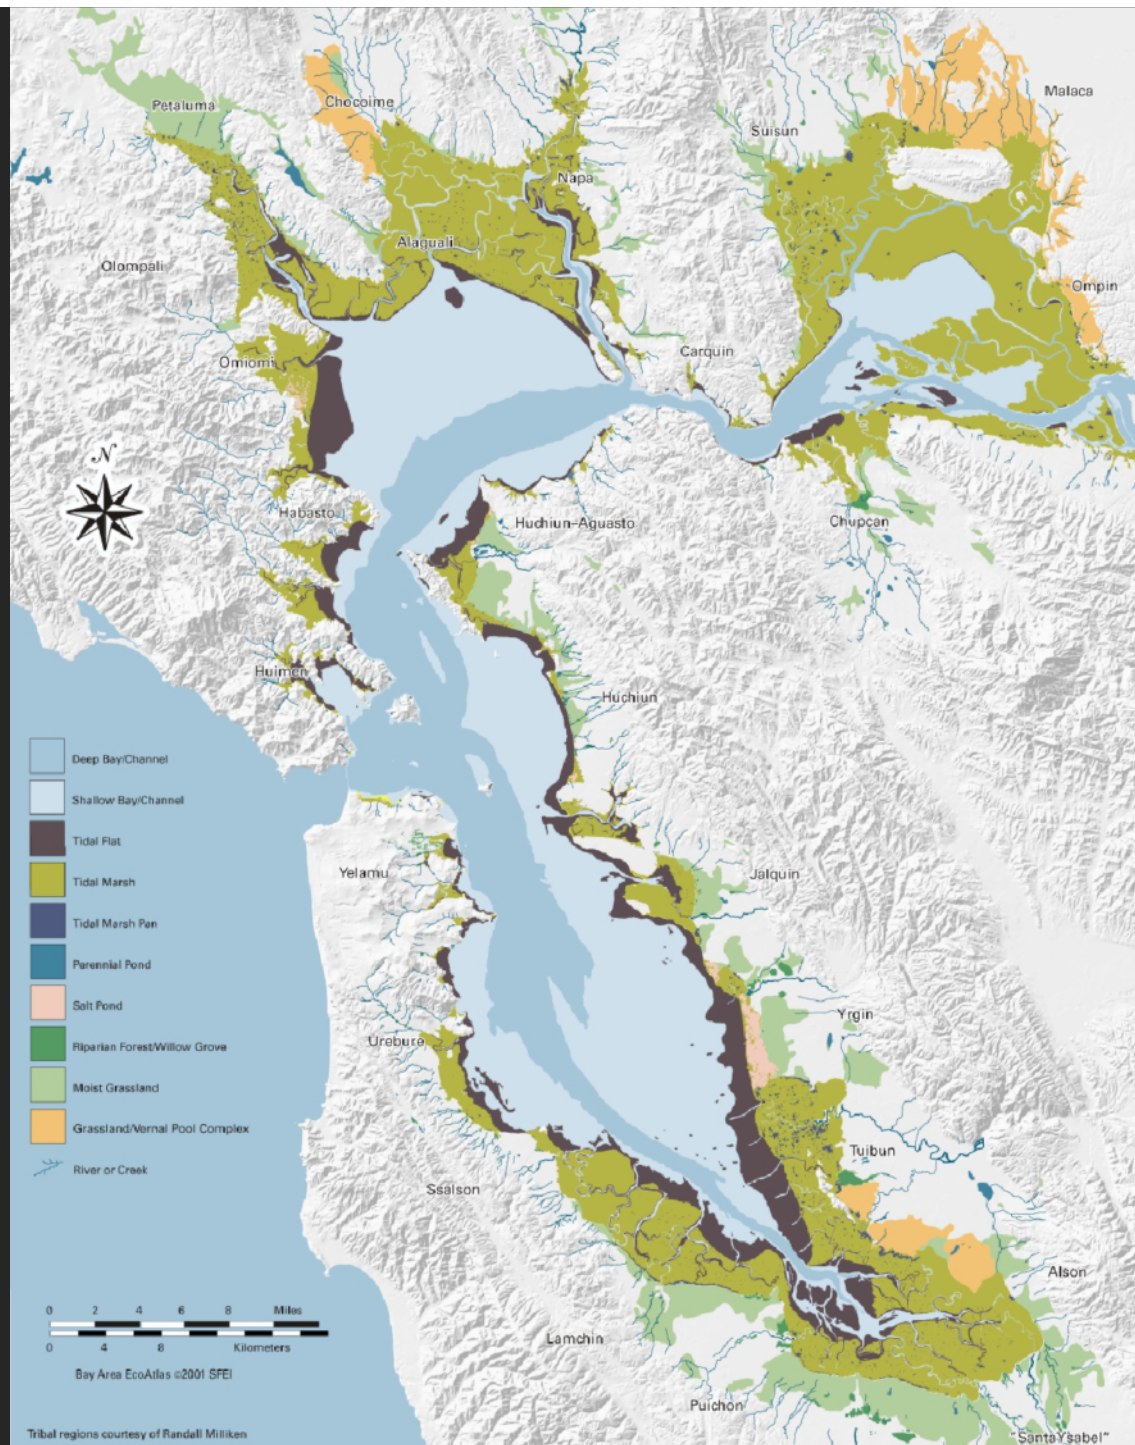 Petaluma
Chocoime
Malaca
Suisun
Napa
Alaguali
Olompali
Ompin
Carquin
Omiomi
N
Habasto
Huchiun–Aguasto
Chupcan
Huimen
Huchiun
Deep Bay/Channel
Shallow Bay/Channel
Tidal Flat
Yelamu
Jalquin
Tidal Marsh
Tidal Marsh Pan
Perennial Pond
Salt Pond
Yrgin
Urebure
Riparian Forest/Willow Grove
Moist Grassland
Grassland/Vernal Pool Complex
Tuibun
River or Creek
Ssalson
Alson
0 2 4 6 8 Miles
Lamchin
0 4 8 Kilometers
Bay Area EcoAtlas ©2001 SFEI
Puichon
Tribal regions courtesy of Randall Milliken
"SantaYsabel"